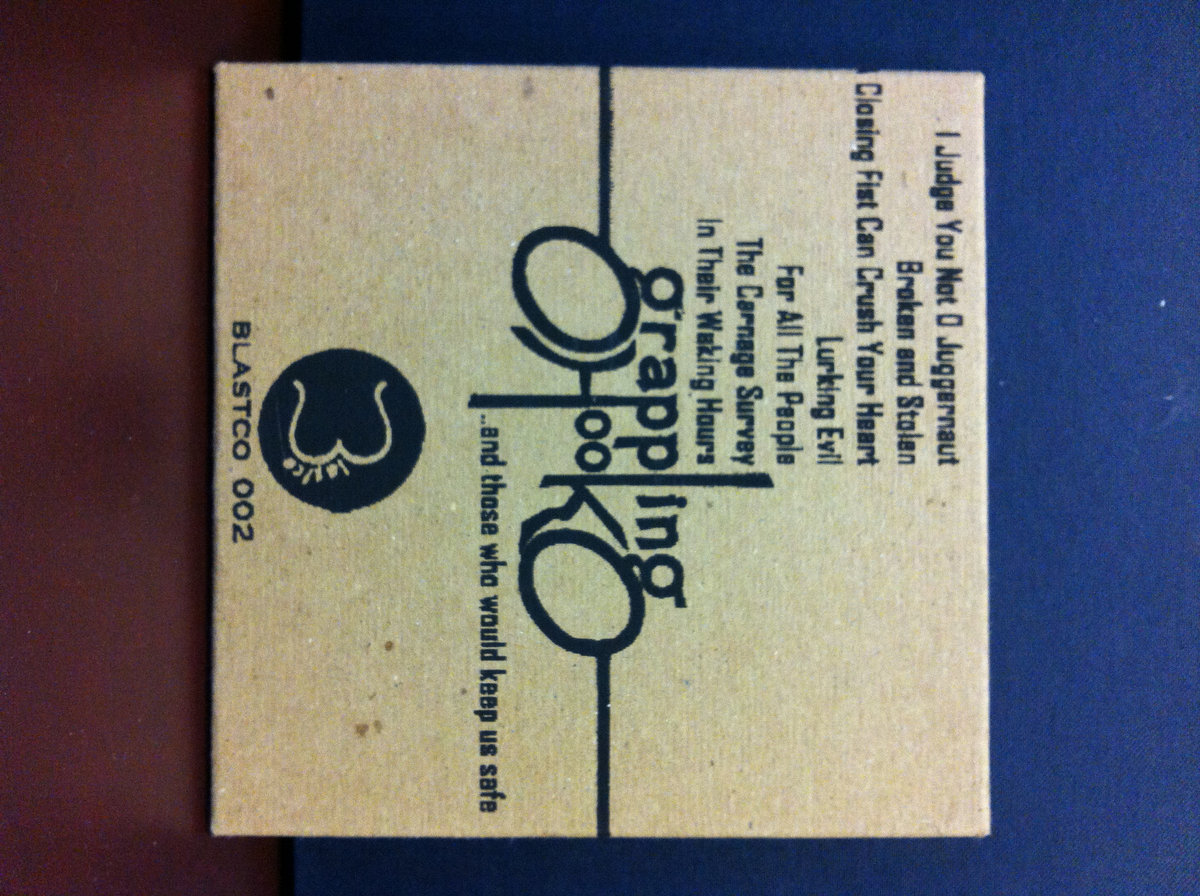 I Judge You Not O Juggernaut
Broken and Stolen
Closing Fist Can Crush Your Heart
Lurking Evil
For All The People
The Carnage Survey
In Their Waking Hours
grappling
hook
...and those who would keep us safe
BLASTCO 002